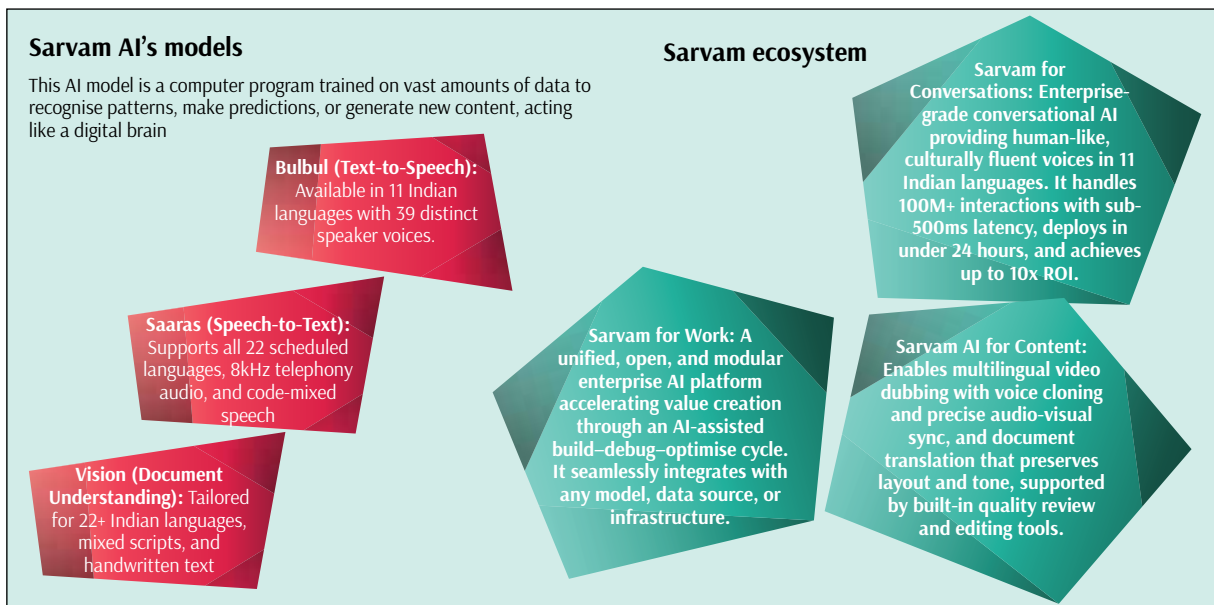 Sarvam AI’s models
This AI model is a computer program trained on vast amounts of data to
recognise patterns, make predictions, or generate new content, acting
like a digital brain
Bulbul (Text-to-Speech):
Available in 11 Indian
languages with 39 distinct
speaker voices.
Saaras (Speech-to-Text):
Supports all 22 scheduled
languages, 8kHz telephony
audio, and code-mixed
speech
Vision (Document
Understanding): Tailored
for 22+ Indian languages,
mixed scripts, and
handwritten text
Sarvam ecosystem
Sarvam for
Conversations: Enterprise-
grade conversational AI
providing human-like,
culturally fluent voices in 11
Indian languages. It handles
100M+ interactions with sub-
500ms latency, deploys in
under 24 hours, and achieves
up to 10x ROI.
Sarvam for Work: A
unified, open, and modular
enterprise AI platform
accelerating value creation
through an AI-assisted
build–debug–optimise cycle.
It seamlessly integrates with
any model, data source, or
infrastructure.
Sarvam AI for Content:
Enables multilingual video
dubbing with voice cloning
and precise audio-visual
sync, and document
translation that preserves
layout and tone, supported
by built-in quality review
and editing tools.